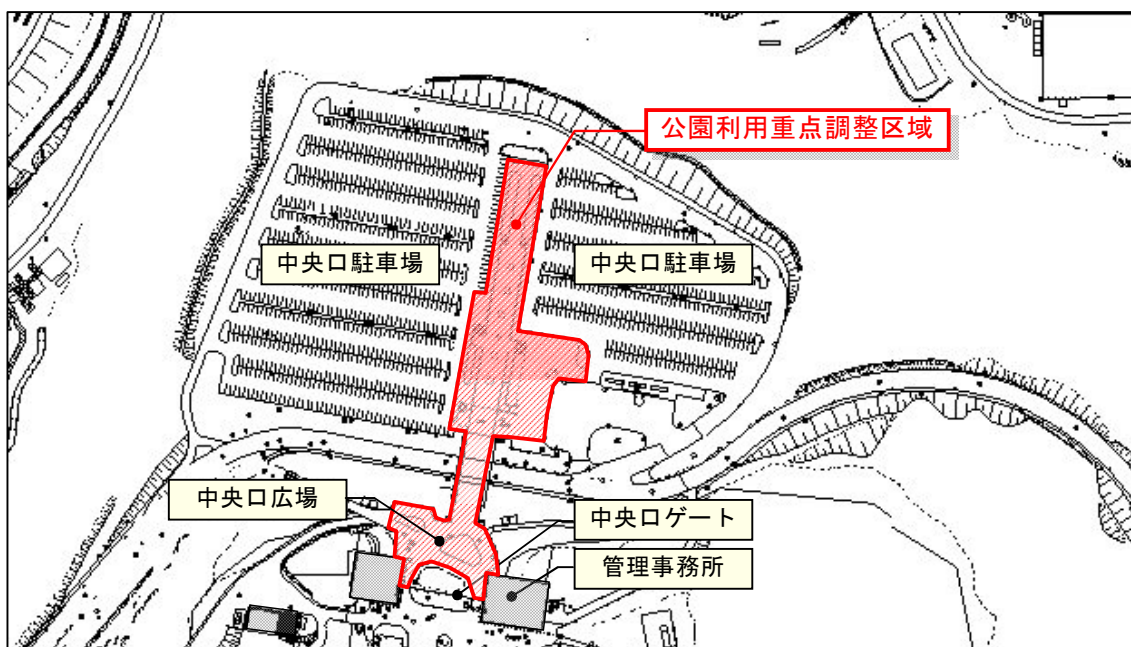 公園利用重点調整区域
中央口駐車場
中央口駐車場
中央口広場
中央口ゲート
管理事務所